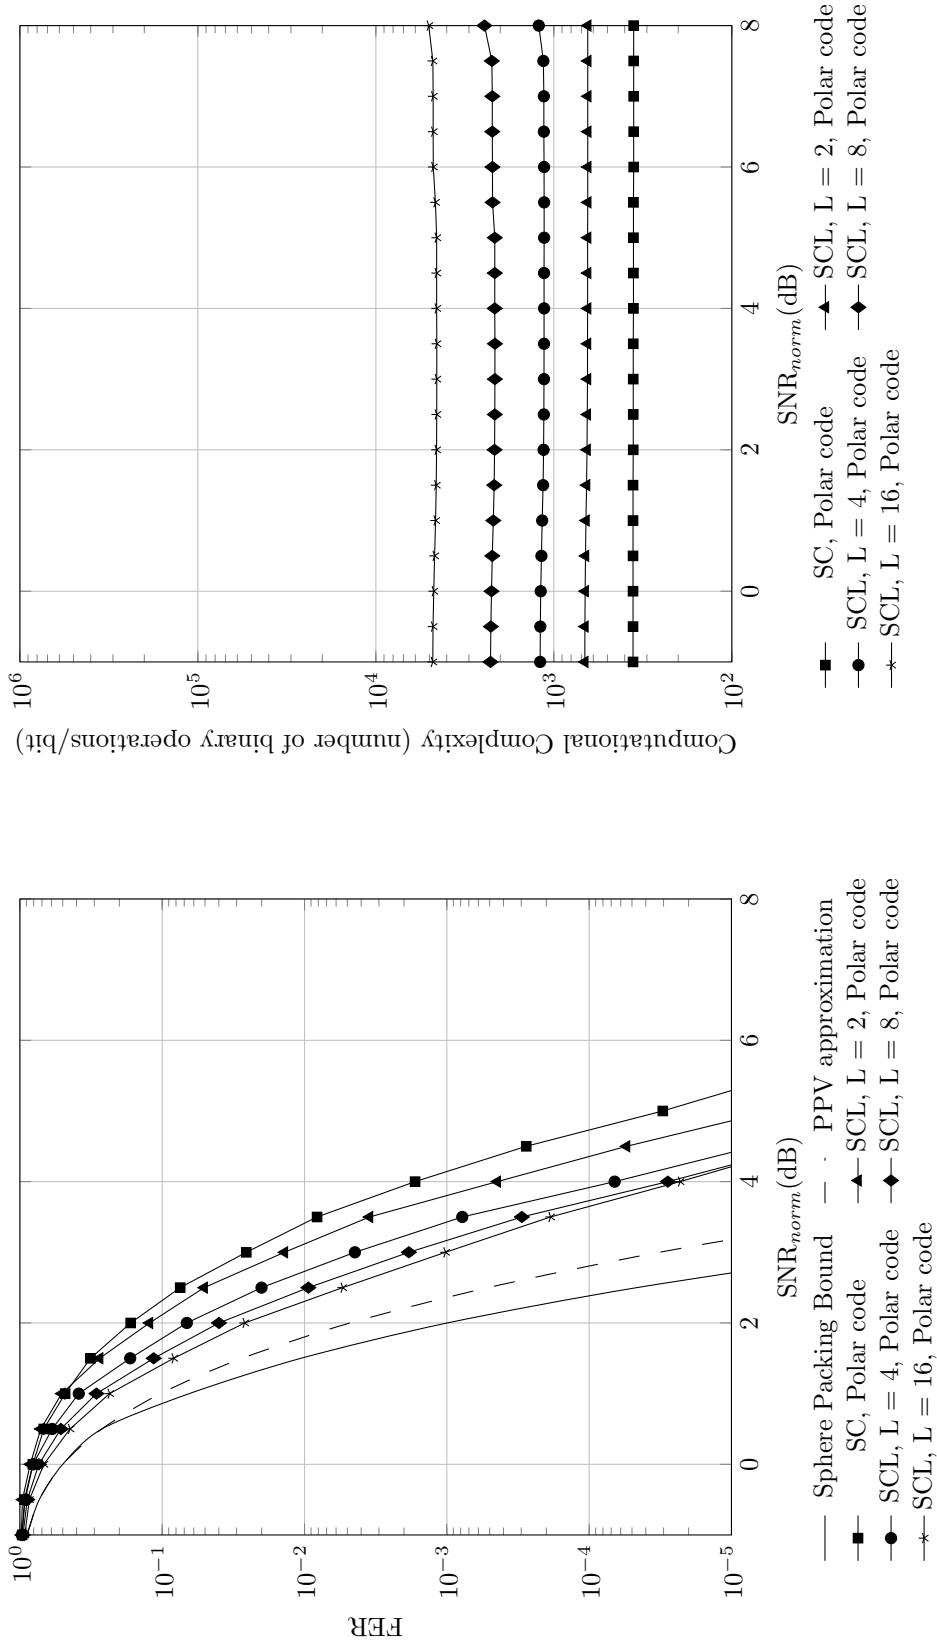 10^0
10^−1
10^−2
10^−3
10^−4
10^−5
FER
0
2
4
6
8
SNR_norm(dB)
Sphere Packing Bound
PPV approximation
SC, Polar code
SCL, L = 2, Polar code
SCL, L = 4, Polar code
SCL, L = 8, Polar code
SCL, L = 16, Polar code
10^6
10^5
10^4
10^3
10^2
Computational Complexity (number of binary operations/bit)
0
2
4
6
8
SNR_norm(dB)
SC, Polar code
SCL, L = 2, Polar code
SCL, L = 4, Polar code
SCL, L = 8, Polar code
SCL, L = 16, Polar code